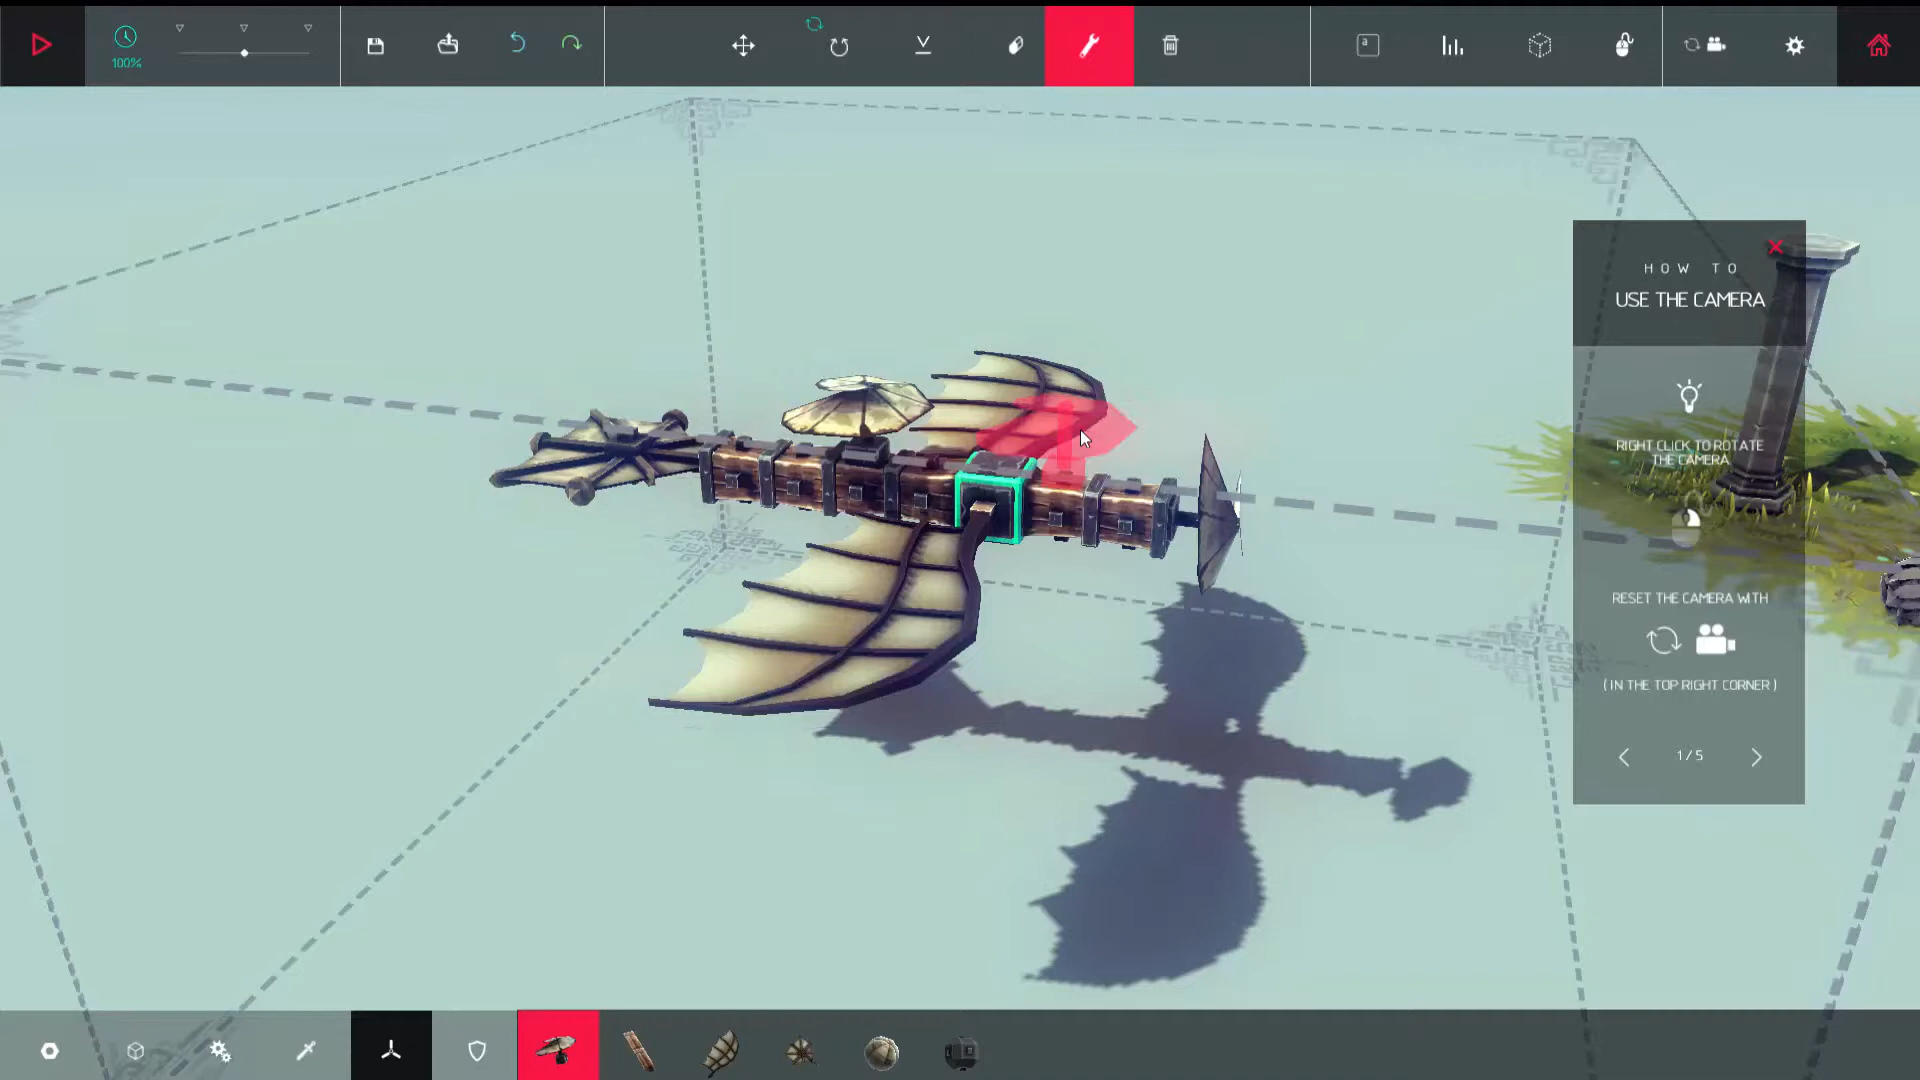 100%
a
HOW TO
USE THE CAMERA
RIGHT CLICK TO ROTATE
THE CAMERA
RESET THE CAMERA WITH
( IN THE TOP RIGHT CORNER )
1 / 5